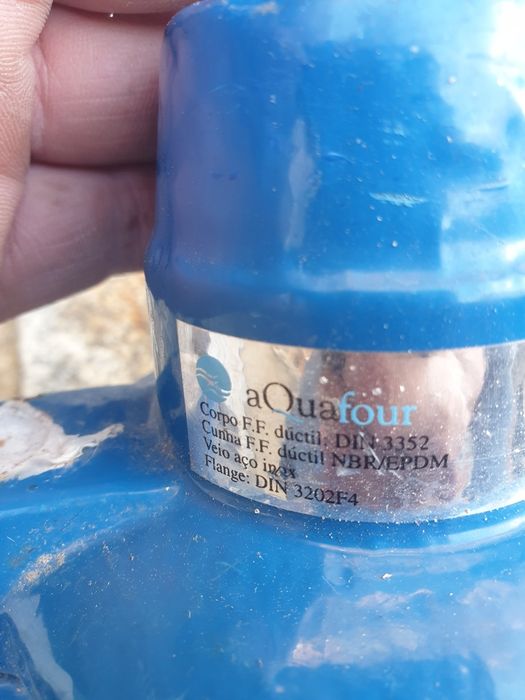 aQuafour
Corpo F.F. dúctil: DIN 3352
Cunha F.F. dúctil NBR/EPDM
Veio aço inox
Flange: DIN 3202F4